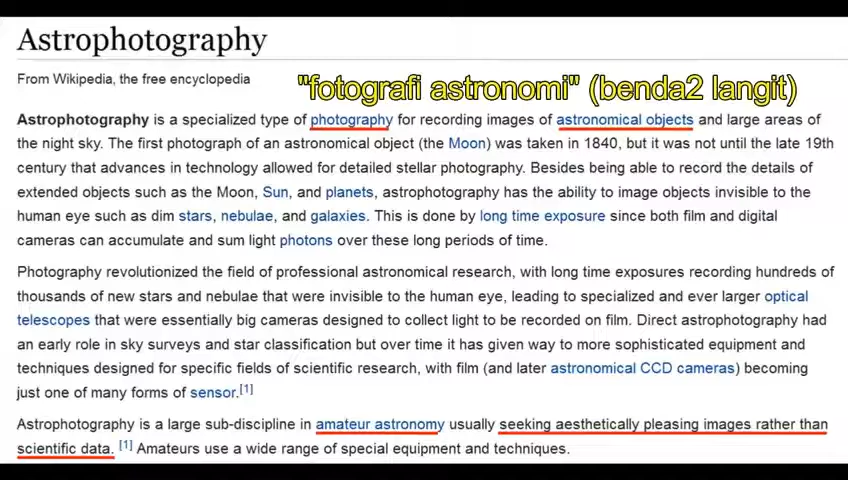 Astrophotography
From Wikipedia, the free encyclopedia
"fotografi astronomi" (benda2 langit)
Astrophotography is a specialized type of photography for recording images of astronomical objects and large areas of
the night sky. The first photograph of an astronomical object (the Moon) was taken in 1840, but it was not until the late 19th
century that advances in technology allowed for detailed stellar photography. Besides being able to record the details of
extended objects such as the Moon, Sun, and planets, astrophotography has the ability to image objects invisible to the
human eye such as dim stars, nebulae, and galaxies. This is done by long time exposure since both film and digital
cameras can accumulate and sum light photons over these long periods of time.
Photography revolutionized the field of professional astronomical research, with long time exposures recording hundreds of
thousands of new stars and nebulae that were invisible to the human eye, leading to specialized and ever larger optical
telescopes that were essentially big cameras designed to collect light to be recorded on film. Direct astrophotography had
an early role in sky surveys and star classification but over time it has given way to more sophisticated equipment and
techniques designed for specific fields of scientific research, with film (and later astronomical CCD cameras) becoming
just one of many forms of sensor.[1]
Astrophotography is a large sub-discipline in amateur astronomy usually seeking aesthetically pleasing images rather than
scientific data. [1] Amateurs use a wide range of special equipment and techniques.